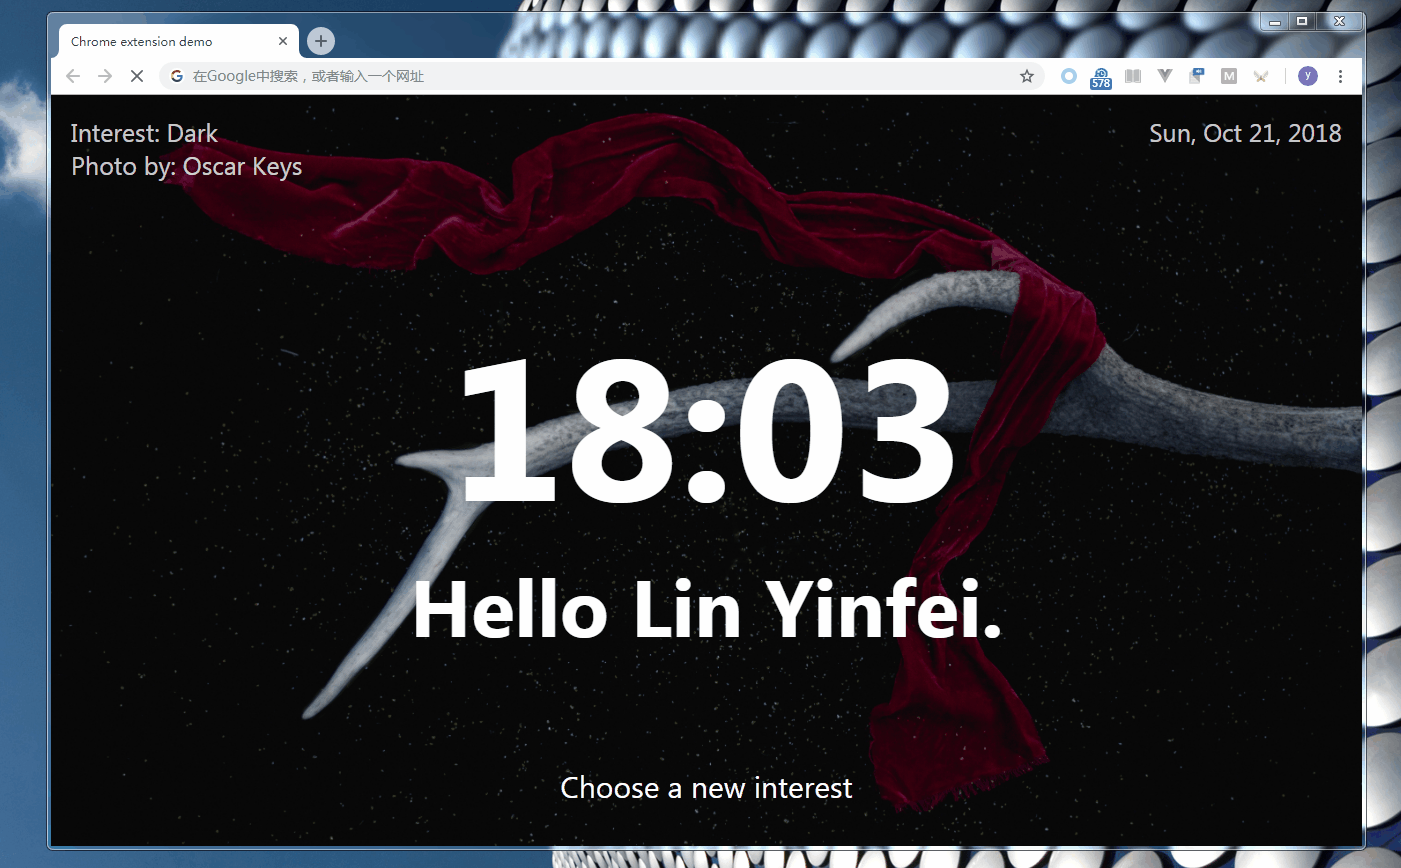 Chrome extension demo
在Google中搜索，或者输入一个网址
578
M
y
Interest: Dark
Photo by: Oscar Keys
Sun, Oct 21, 2018
18:03
Hello Lin Yinfei.
Choose a new interest